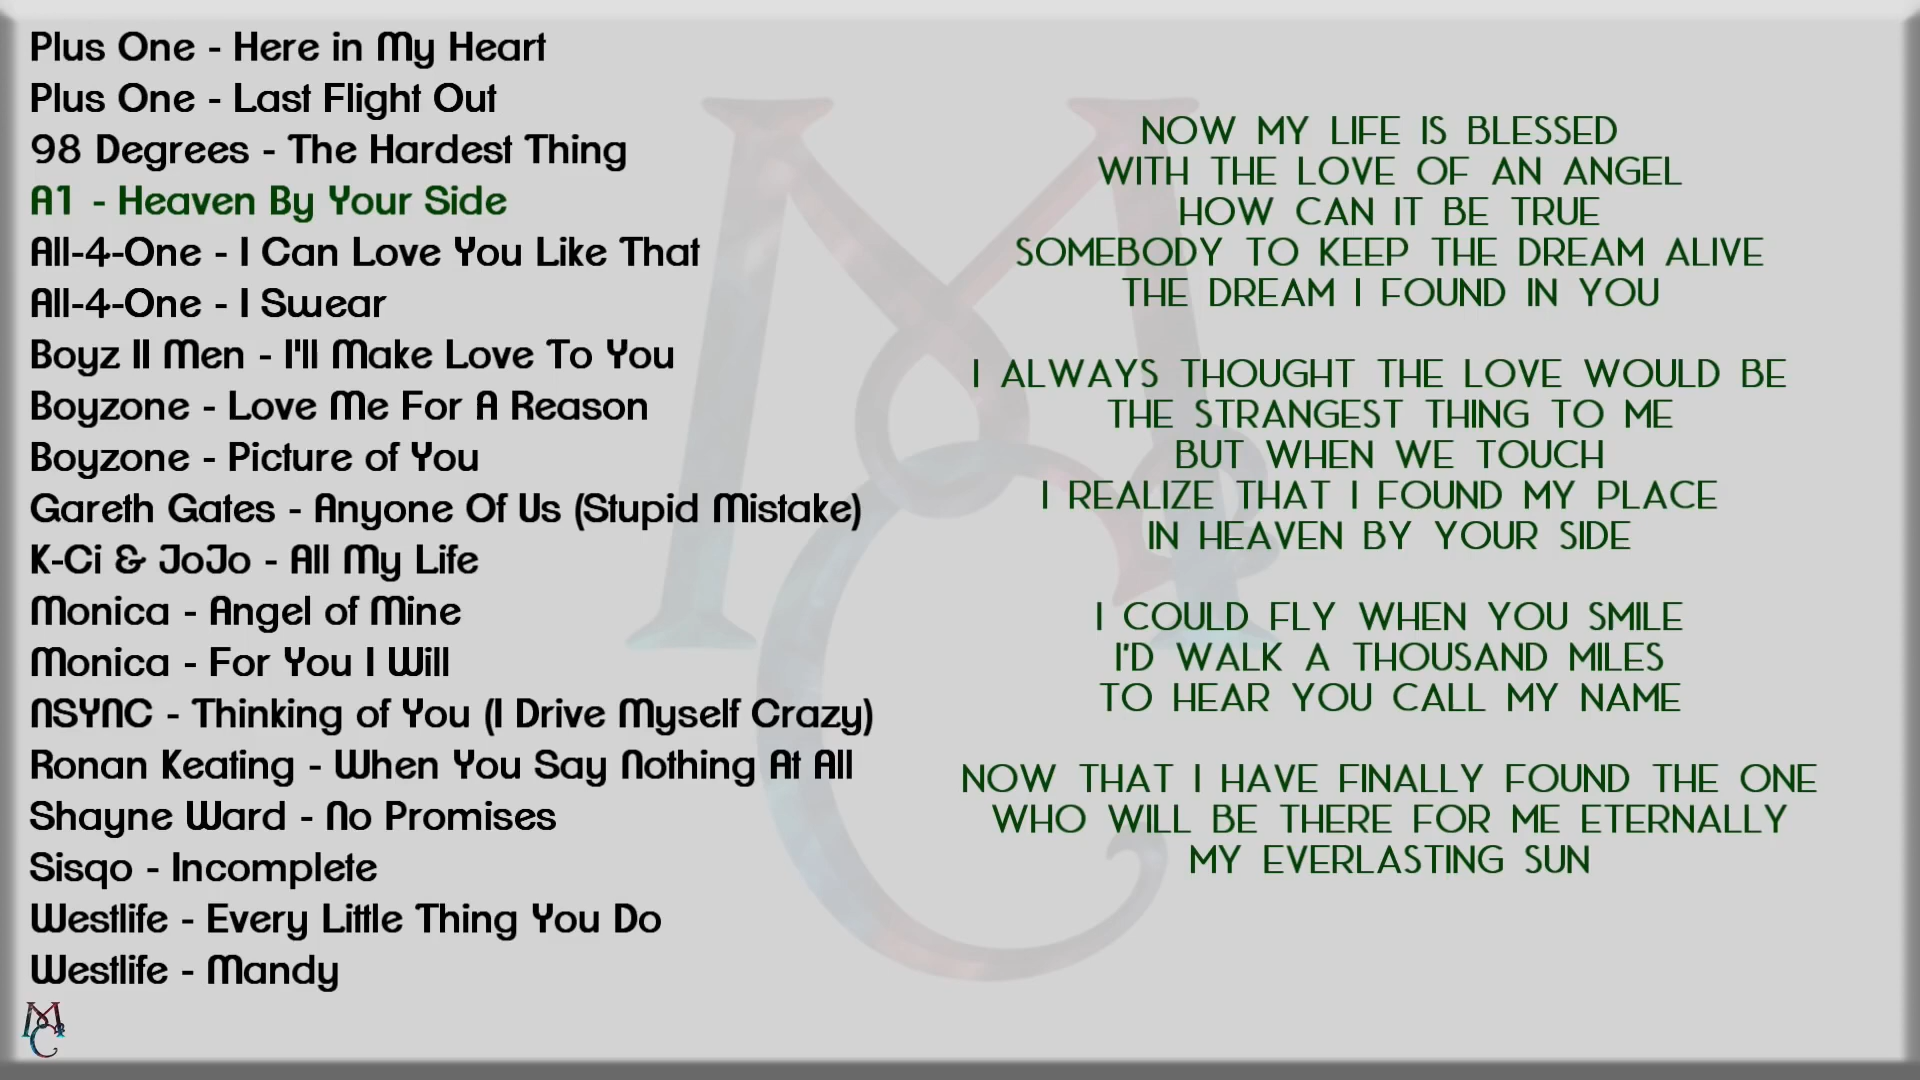 Plus One - Here in My Heart
Plus One - Last Flight Out
98 Degrees - The Hardest Thing
A1 - Heaven By Your Side
All-4-One - I Can Love You Like That
All-4-One - I Swear
Boyz II Men - I'll Make Love To You
Boyzone - Love Me For A Reason
Boyzone - Picture of You
Gareth Gates - Anyone Of Us (Stupid Mistake)
K-Ci & JoJo - All My Life
Monica - Angel of Mine
Monica - For You I Will
NSYNC - Thinking of You (I Drive Myself Crazy)
Ronan Keating - When You Say Nothing At All
Shayne Ward - No Promises
Sisqo - Incomplete
Westlife - Every Little Thing You Do
Westlife - Mandy
NOW MY LIFE IS BLESSED
WITH THE LOVE OF AN ANGEL
HOW CAN IT BE TRUE
SOMEBODY TO KEEP THE DREAM ALIVE
THE DREAM I FOUND IN YOU
I ALWAYS THOUGHT THE LOVE WOULD BE
THE STRANGEST THING TO ME
BUT WHEN WE TOUCH
I REALIZE THAT I FOUND MY PLACE
IN HEAVEN BY YOUR SIDE
I COULD FLY WHEN YOU SMILE
I'D WALK A THOUSAND MILES
TO HEAR YOU CALL MY NAME
NOW THAT I HAVE FINALLY FOUND THE ONE
WHO WILL BE THERE FOR ME ETERNALLY
MY EVERLASTING SUN